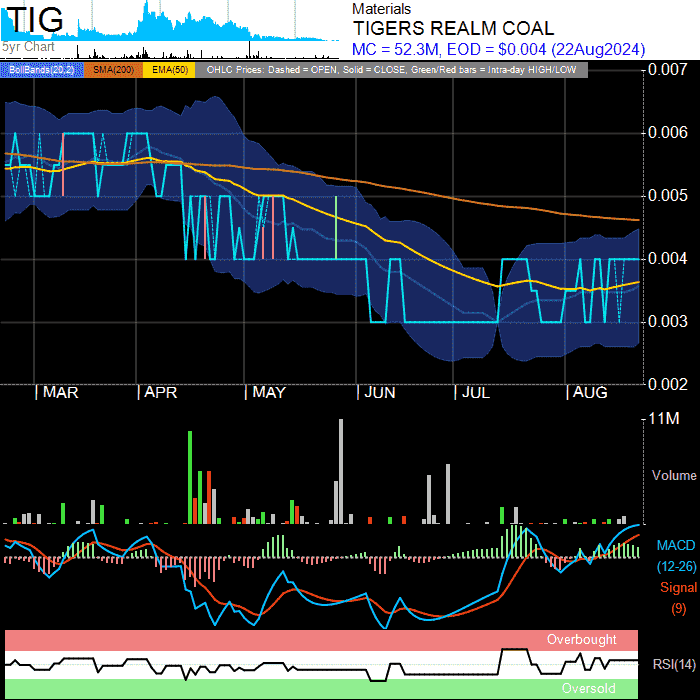 TIG
5yr Chart
Materials
TIGERS REALM COAL
MC = 52.3M, EOD = $0.004 (22Aug2024)
BollBands(20,2) SMA(200) EMA(50) OHLC Prices: Dashed = OPEN, Solid = CLOSE, Green/Red bars = Intra-day HIGH/LOW
0.007
0.006
0.005
0.004
0.003
0.002
| MAR | APR | MAY | JUN | JUL | AUG
11M
Volume
MACD
(12-26)
Signal
(9)
Overbought
RSI(14)
Oversold